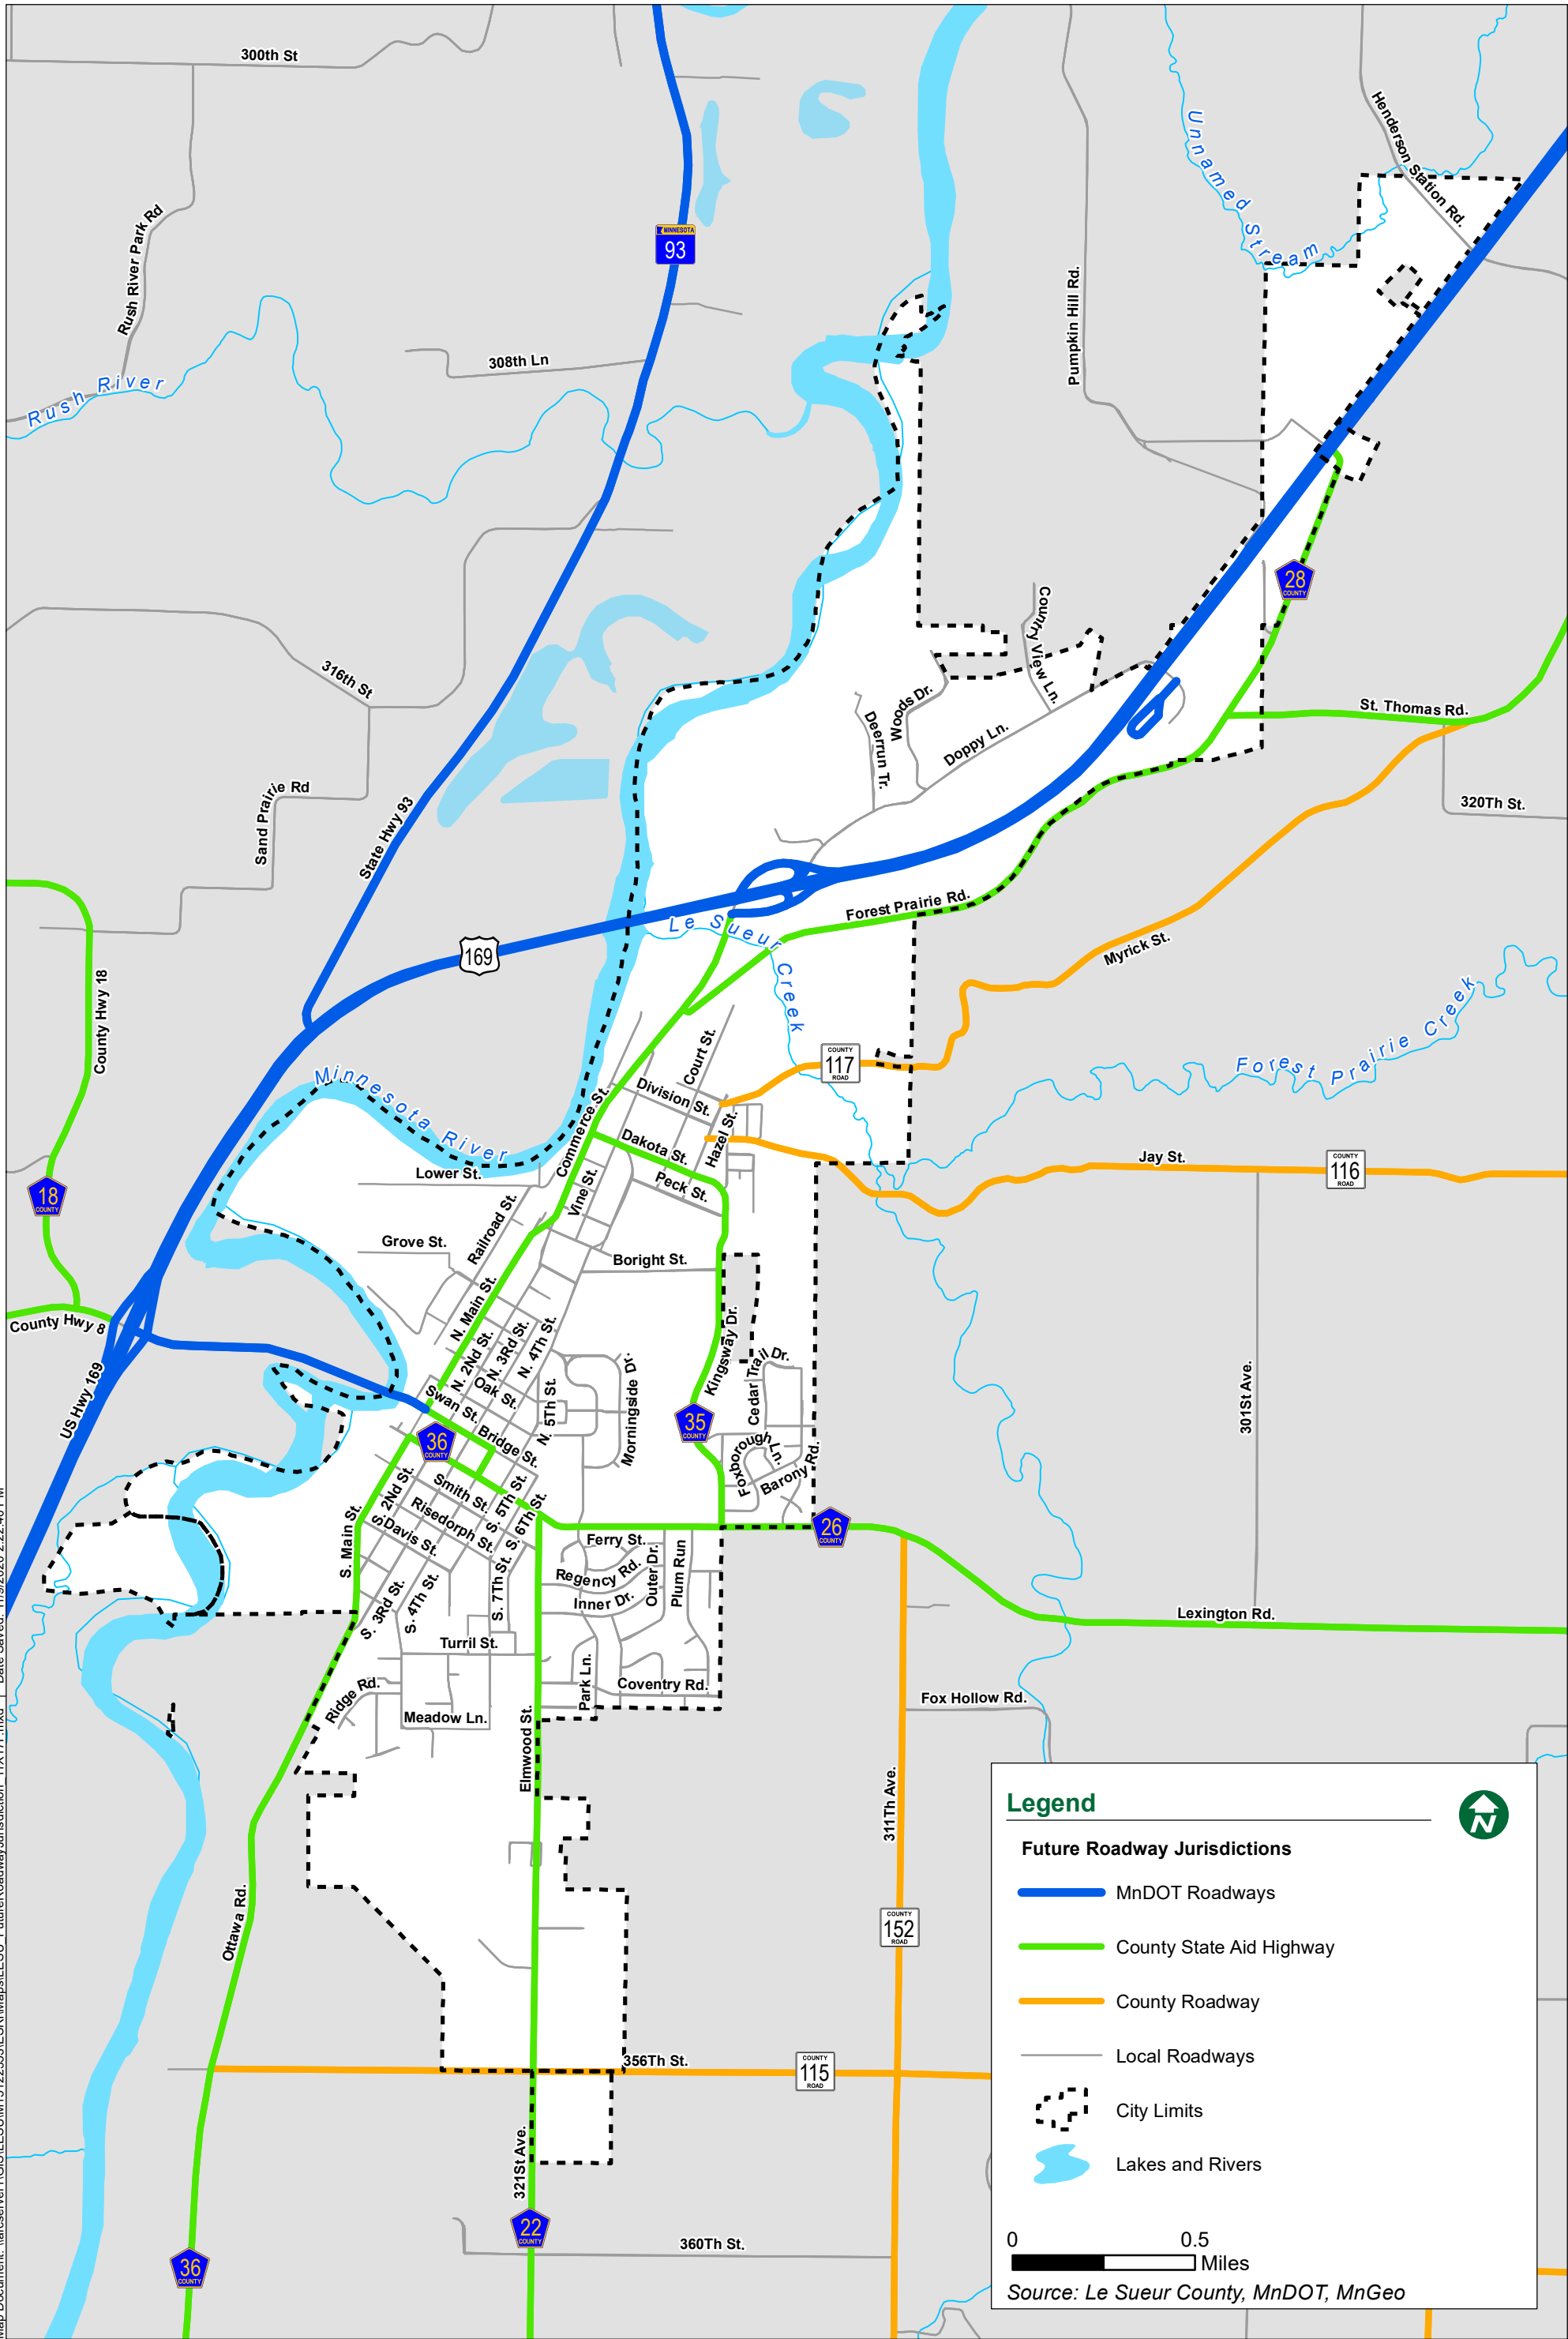 300th St
Henderson Station Rd.
Unnamed Stream
Rush River Park Rd
MINNESOTA
93
Pumpkin Hill Rd.
308th Ln
Rush River
28
COUNTY
Country View Ln.
316th St
Woods Dr.
Deerrun Tr.
Doppy Ln.
St. Thomas Rd.
Sand Prairie Rd
State Hwy 93
320Th St.
Forest Prairie Rd.
Le Sueur Creek
169
Myrick St.
County Hwy 18
Forest Prairie Creek
Court St.
COUNTY
117
ROAD
Minnesota River
Division St.
Commerce St.
Hazel St.
Dakota St.
Jay St.
COUNTY
116
ROAD
Lower St.
Peck St.
Vine St.
18
COUNTY
Railroad St.
Grove St.
Boright St.
N. Main St.
County Hwy 8
Kingsway Dr.
N. 2Nd St.
N. 3Rd St.
N. 4Th St.
Cedar Trail Dr.
US Hwy 169
Oak St.
Swan St.
N. 5Th St.
Morningside Dr.
301St Ave.
35
COUNTY
36
COUNTY
Bridge St.
Foxborough Ln.
Barony Rd.
S. 2Nd St.
Smith St.
S. 5Th St.
Risedorph St.
S. 6Th St.
26
COUNTY
S. Main St.
Davis St.
Ferry St.
Regency Rd.
Outer Dr.
Plum Run
Inner Dr.
S. 7Th St.
S. 3Rd St.
S. 4Th St.
Lexington Rd.
Turril St.
Park Ln.
Coventry Rd.
Ridge Rd.
Meadow Ln.
Fox Hollow Rd.
Elmwood St.
311Th Ave.
Ottawa Rd.
COUNTY
152
ROAD
356Th St.
COUNTY
115
ROAD
321St Ave.
22
COUNTY
360Th St.
36
COUNTY
Legend
N
Future Roadway Jurisdictions
MnDOT Roadways
County State Aid Highway
County Roadway
Local Roadways
City Limits
Lakes and Rivers
0 0.5
Miles
Source: Le Sueur County, MnDOT, MnGeo